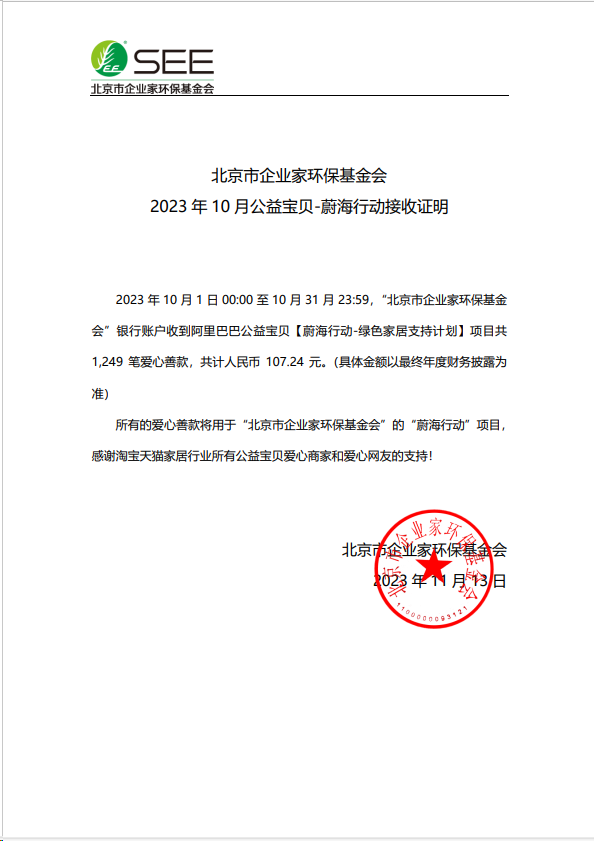 SEE
北京市企业家环保基金会
北京市企业家环保基金会
2023 年 10 月公益宝贝-蔚海行动接收证明
2023 年 10 月 1 日 00:00 至 10 月 31 日 23:59，“北京市企业家环保基金
会”银行账户收到阿里巴巴公益宝贝【蔚海行动-绿色家居支持计划】项目共
1,249 笔爱心善款，共计人民币 107.24 元。（具体金额以最终年度财务披露为
准）
所有的爱心善款将用于“北京市企业家环保基金会”的“蔚海行动”项目，
感谢淘宝天猫家居行业所有公益宝贝爱心商家和爱心网友的支持！
北京市企业家环保基金会
2023 年 11 月 13 日
北京市企业家环保基金会
1100000093121